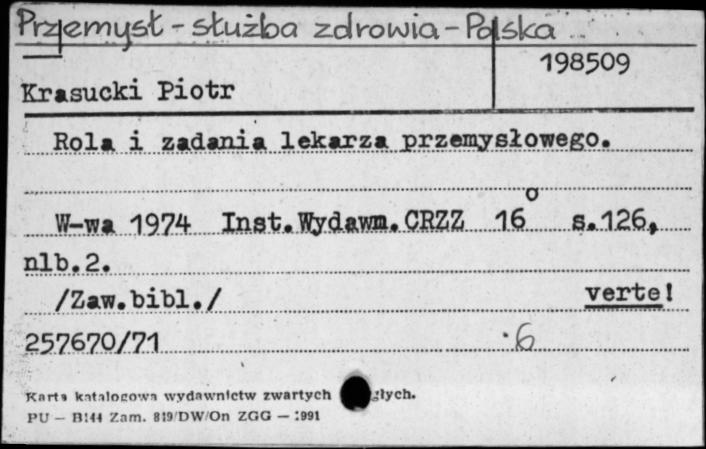 Przemysł - służba zdrowia - Polska
198509
Krasucki Piotr
Rola i zadania lekarza przemysłowego.
W-wa 1974 Inst.Wydawn.CRZZ 16° s.126,
nlb.2.
/Zaw.bibl./ verte!
257670/71 6
Karta katalogowa wydawnictw zwartych
PU — B144 Zam. 819/DW/On ZGG — 1991